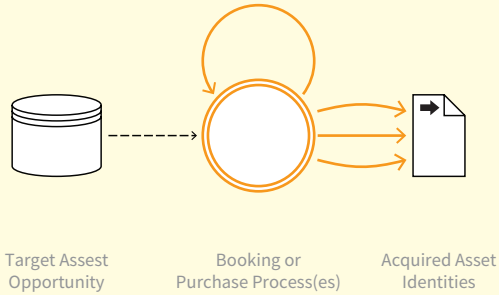 Target Assest
Opportunity
Booking or
Purchase Process(es)
Acquired Asset
Identities